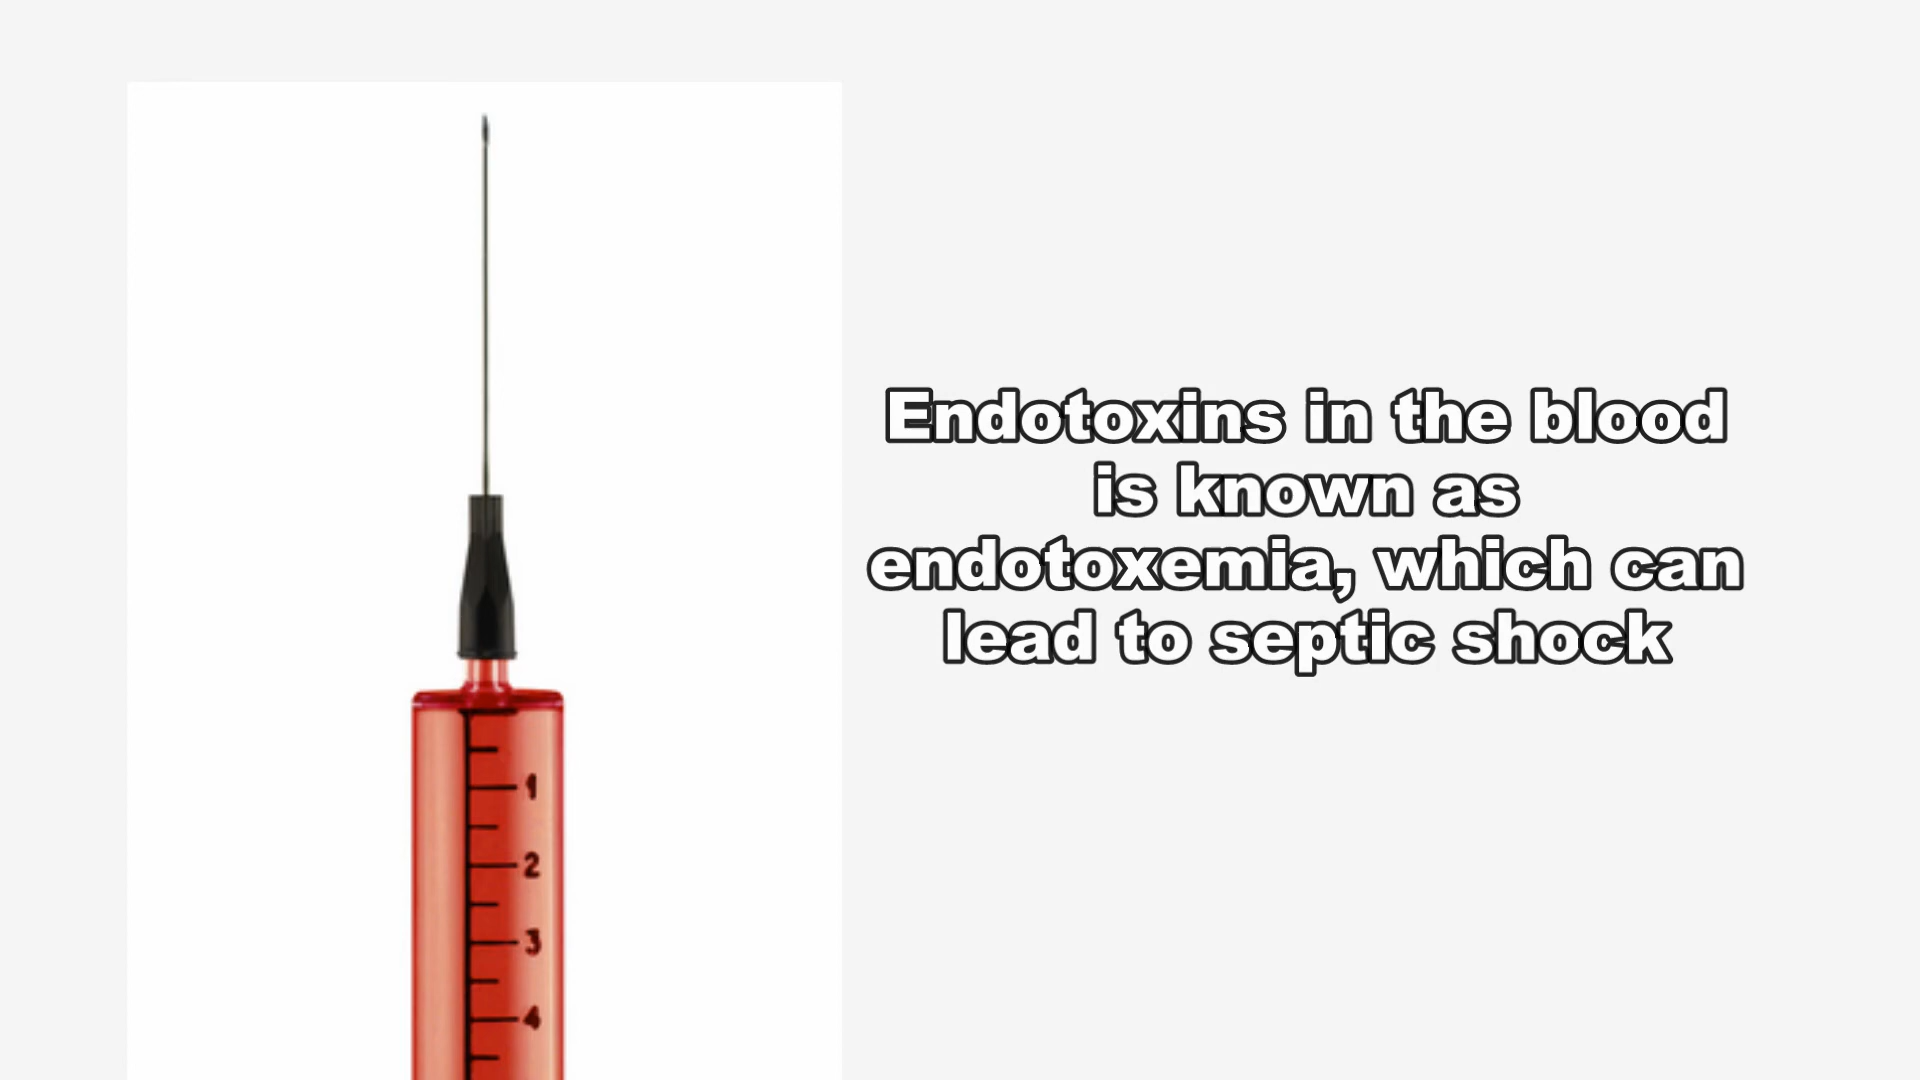 Endotoxins in the blood
is known as
endotoxemia, which can
lead to septic shock
1
2
3
4